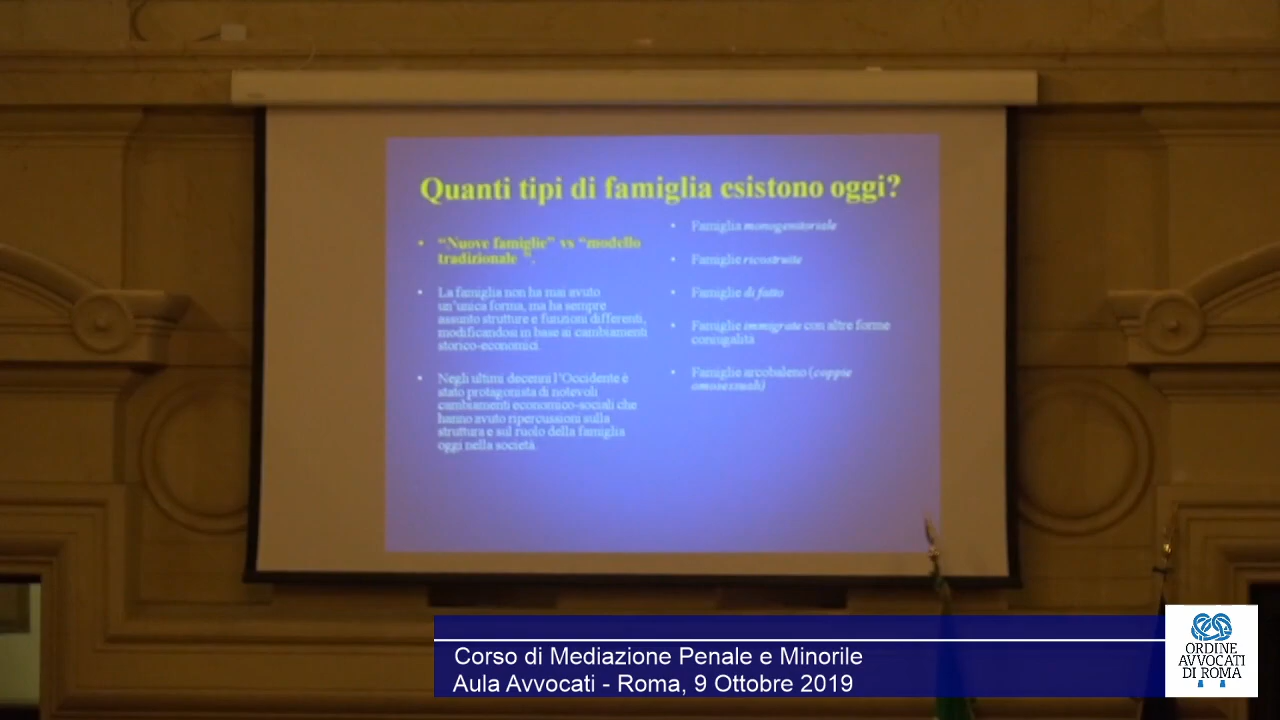 Quanti tipi di famiglia esistono oggi?
• “Nuove famiglie” vs “modello
tradizionale ”.
• La famiglia non ha mai avuto
un’unica forma, ma ha sempre
assunto strutture e funzioni differenti,
modificandosi in base ai cambiamenti
storico-economici.
• Negli ultimi decenni l’Occidente è
stato protagonista di notevoli
cambiamenti economico-sociali che
hanno avuto ripercussioni sulla
struttura e sul ruolo della famiglia
oggi nella società.
• Famiglia monogenitoriale
• Famiglie ricostruite
• Famiglie di fatto
• Famiglie immigrate con altre forme
coniugalità
• Famiglie arcobaleno (coppie
omosessuali)
Corso di Mediazione Penale e Minorile
Aula Avvocati - Roma, 9 Ottobre 2019
ORDINE
AVVOCATI
DI ROMA